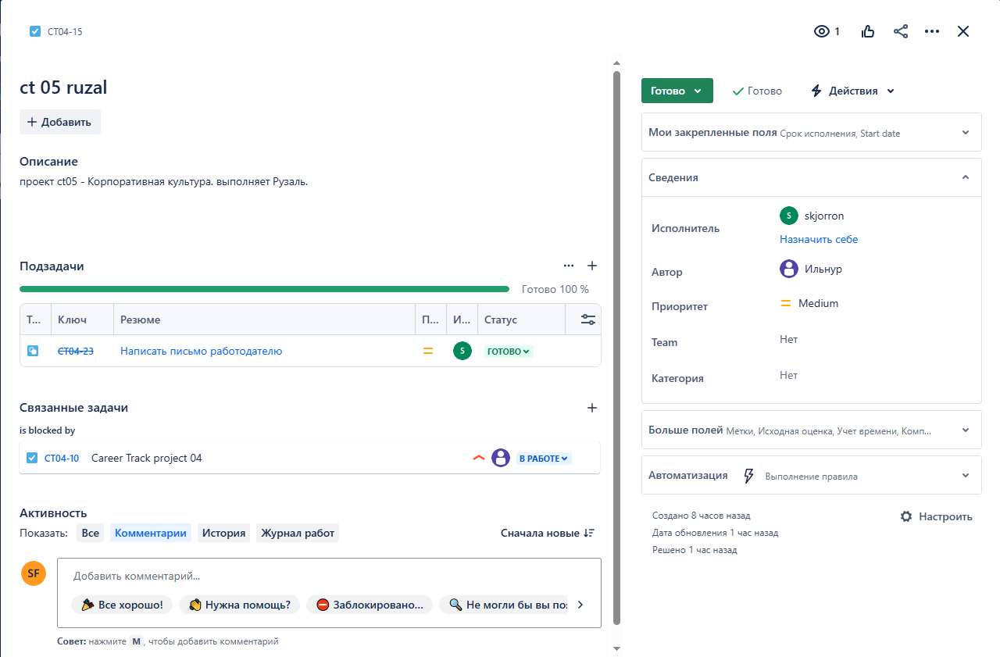 CT04-15
1
ct 05 ruzal
Добавить
Описание
проект ct05 - Корпоративная культура. выполняет Рузаль.
Подзадачи
Готово 100 %
Т... Ключ Резюме П... И... Статус
CT04-23 Написать письмо работодателю S ГОТОВО
Связанные задачи
is blocked by
CT04-10 Career Track project 04 В РАБОТЕ
Активность
Показать: Все Комментарии История Журнал работ Сначала новые
SF
Добавить комментарий...
Все хорошо! Нужна помощь? Заблокировано... Не могли бы вы
Совет: нажмите M, чтобы добавить комментарий
Готово Готово Действия
Мои закрепленные поля Срок исполнения, Start date
Сведения
Исполнитель S skjorron
Назначить себе
Автор Ильнур
Приоритет Medium
Team Нет
Категория Нет
Больше полей Метки, Исходная оценка, Учет времени, Комп...
Автоматизация Выполнение правила
Создано 8 часов назад Настроить
Дата обновления 1 час назад
Решено 1 час назад